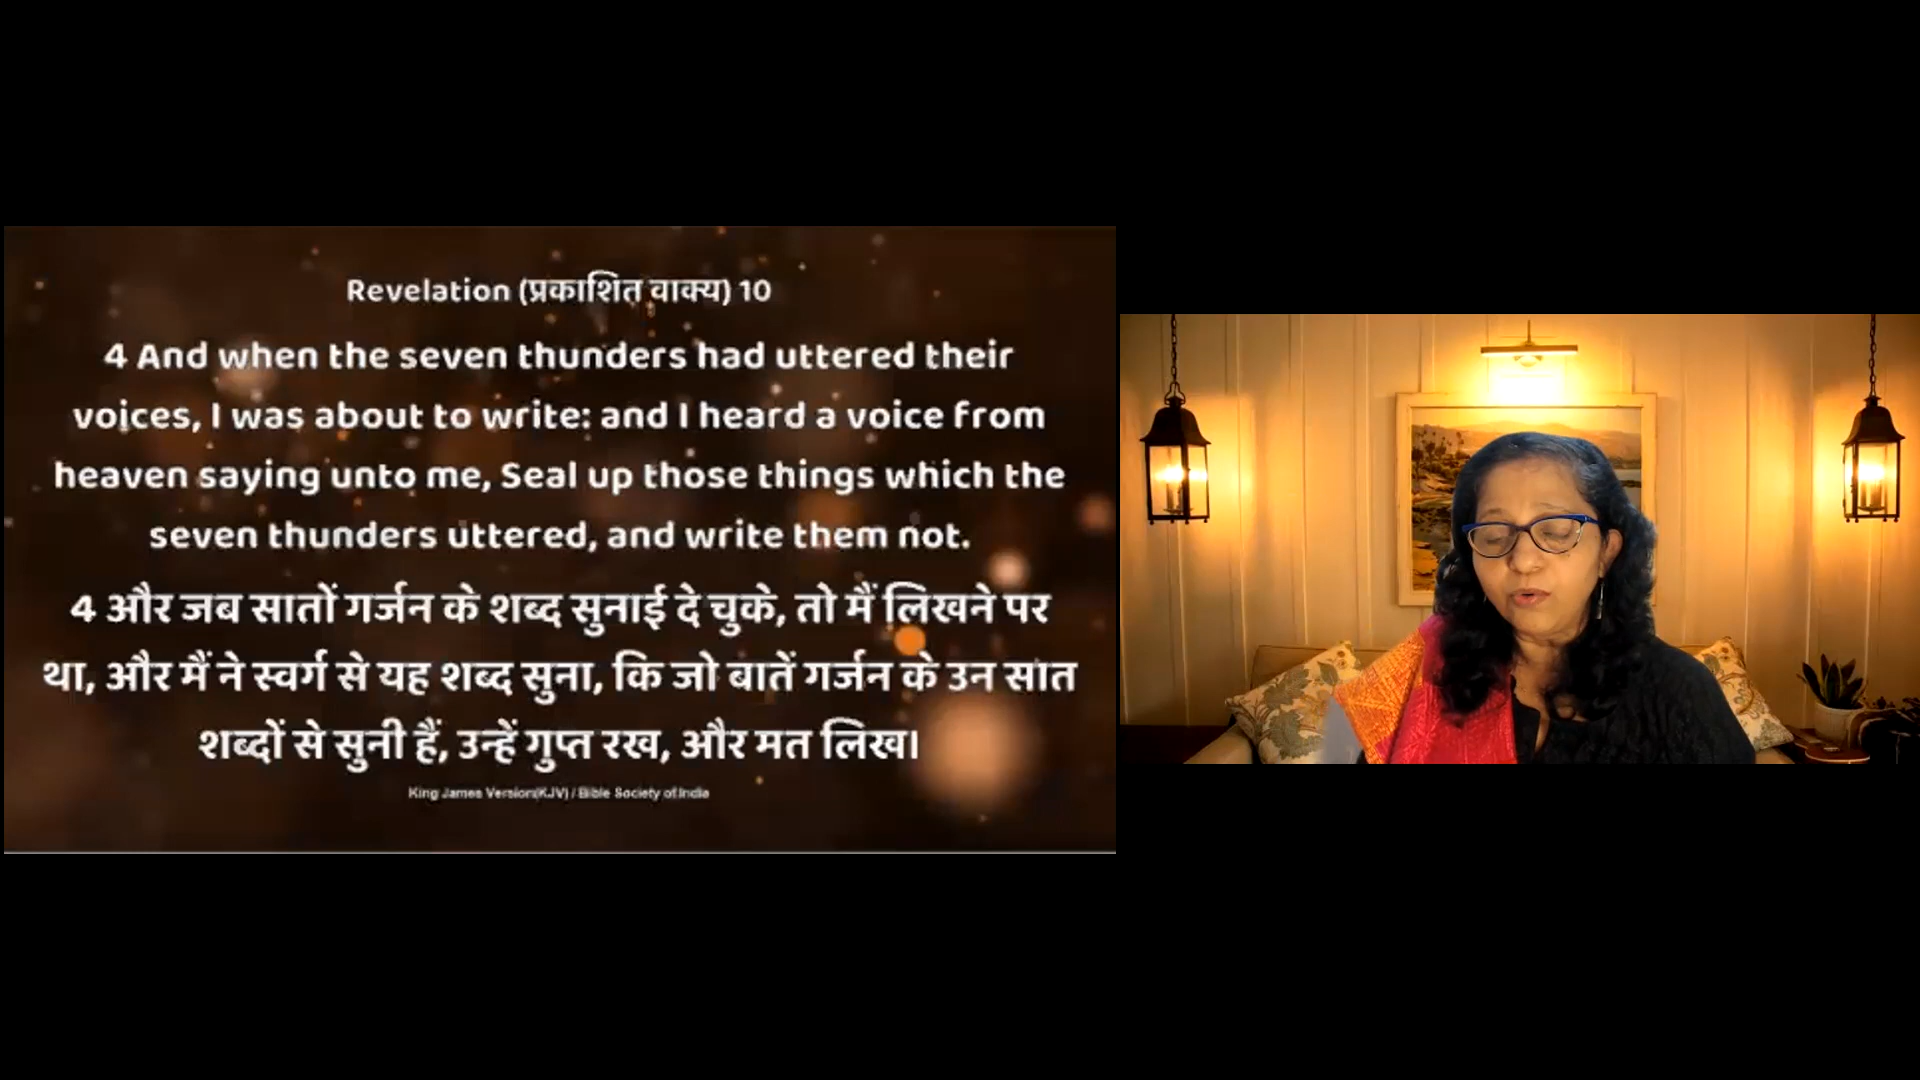 Revelation (प्रकाशित वाक्य) 10
4 And when the seven thunders had uttered their
voices, I was about to write: and I heard a voice from
heaven saying unto me, Seal up those things which the
seven thunders uttered, and write them not.
4 और जब सातों गर्जन के शब्द सुनाई दे चुके, तो मैं लिखने पर
था, और मैं ने स्वर्ग से यह शब्द सुना, कि जो बातें गर्जन के उन सात
शब्दों से सुनी हैं, उन्हें गुप्त रख, और मत लिख।
King James Version(KJV) / Bible Society of India